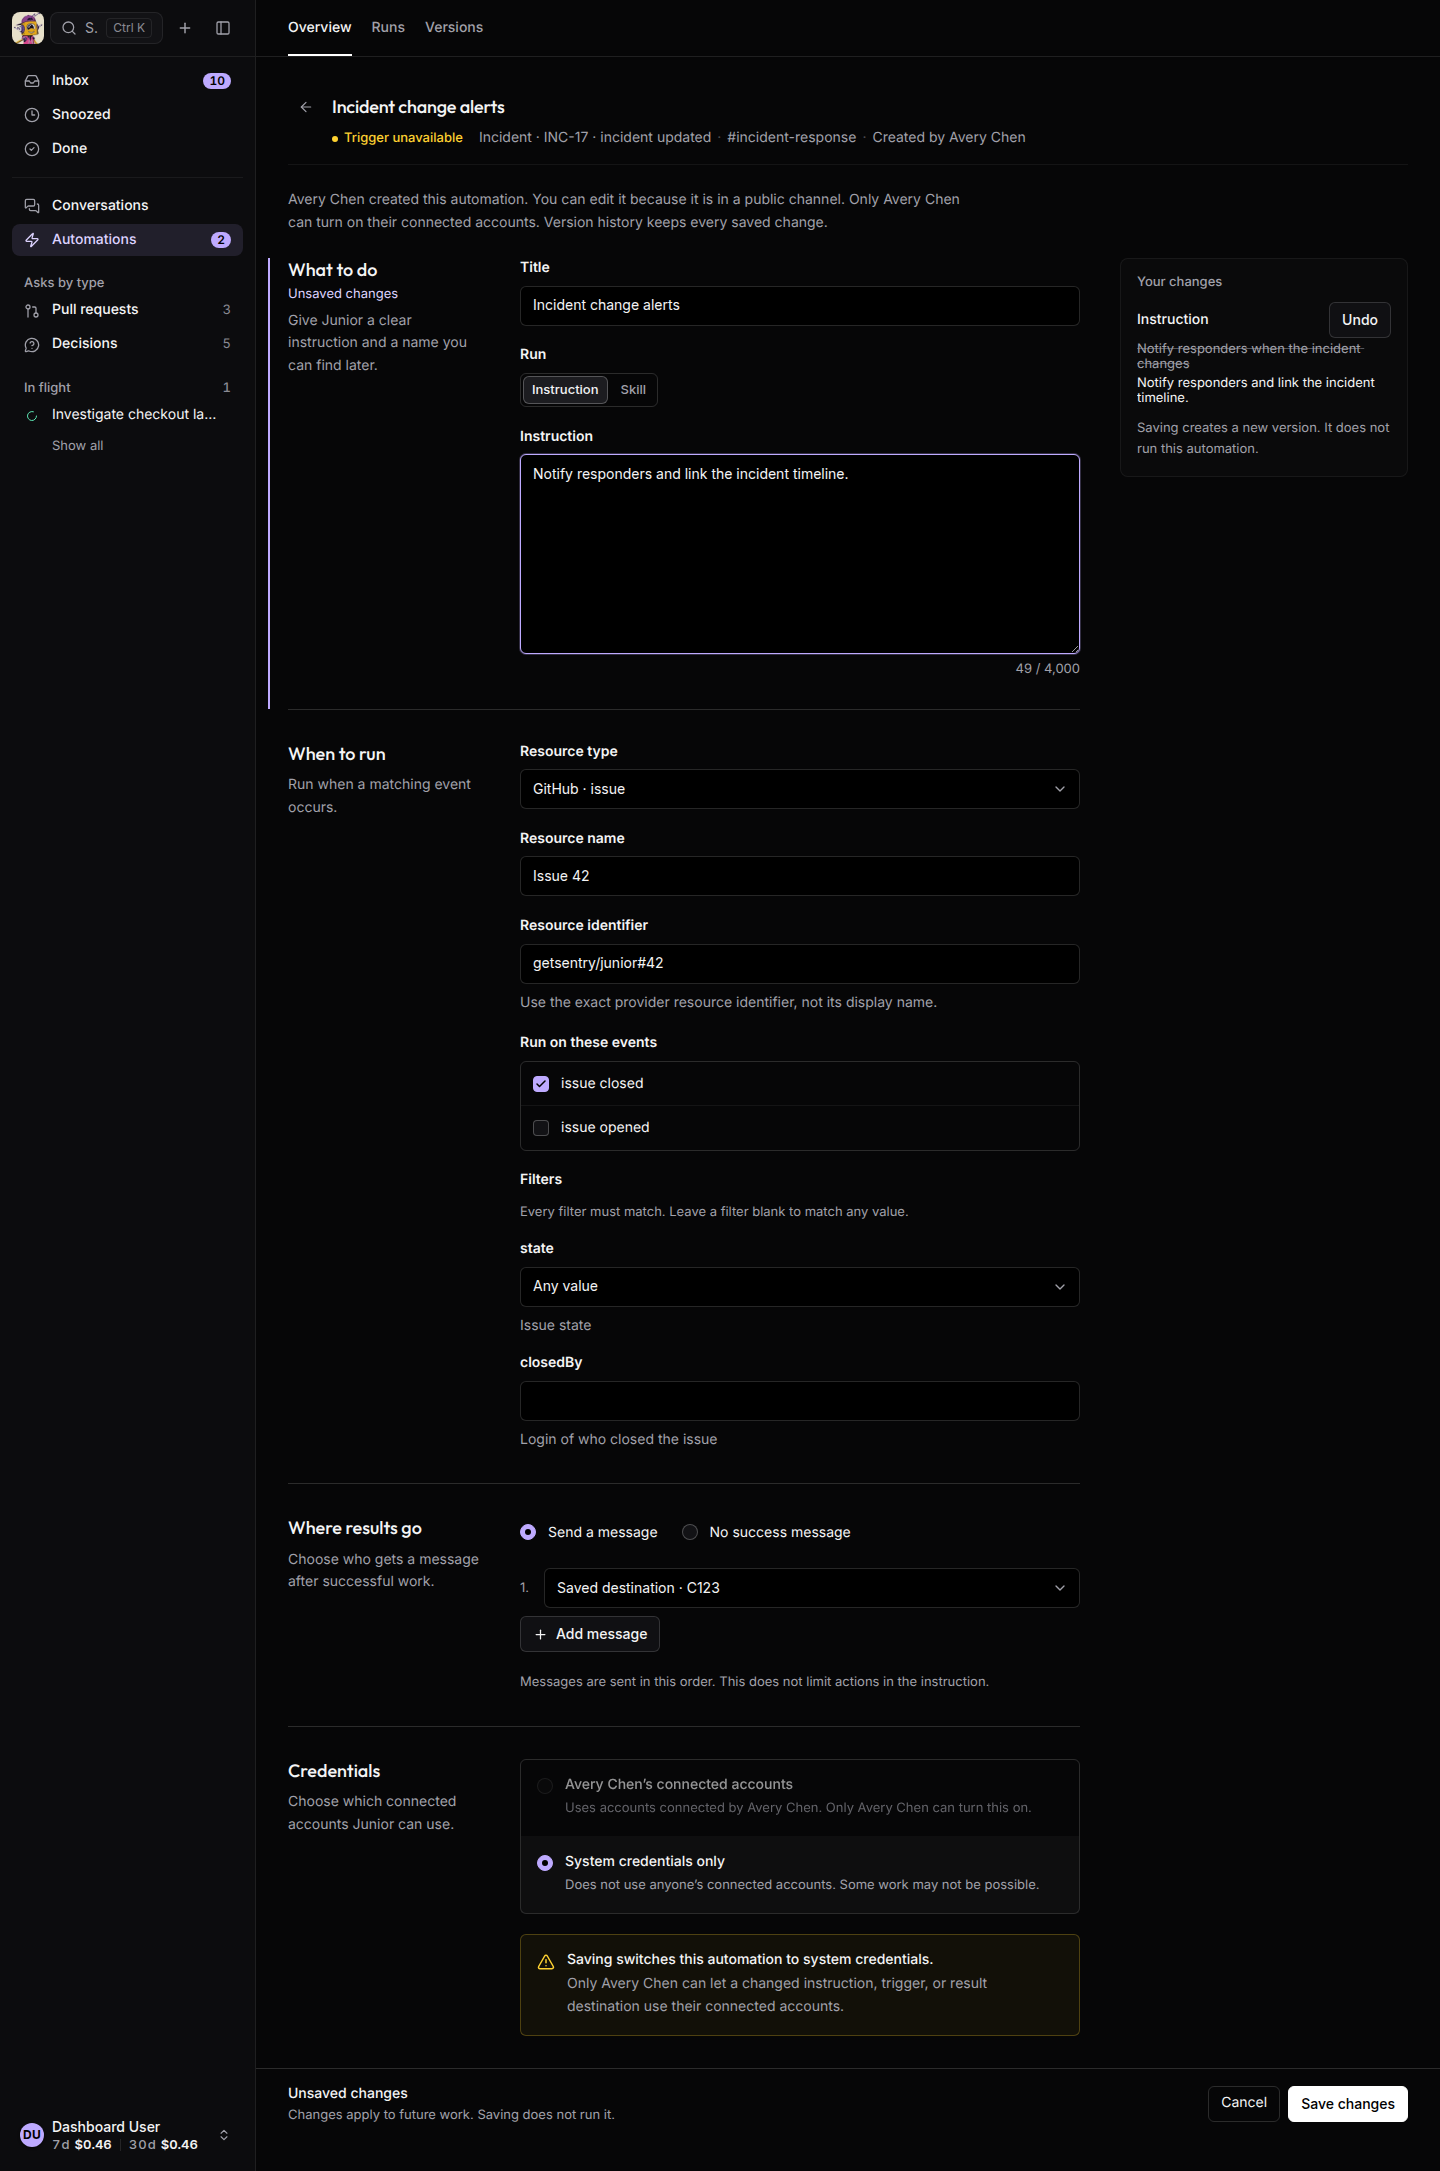 S.
Ctrl K
Inbox
10
Snoozed
Done
Conversations
Automations
2
Asks by type
Pull requests
3
Decisions
5
In flight
1
Investigate checkout la...
Show all
Dashboard User
DU
7d $0.46 | 30d $0.46
Overview
Runs
Versions
Incident change alerts
Trigger unavailable
Incident · INC-17 · incident updated · #incident-response · Created by Avery Chen
Avery Chen created this automation. You can edit it because it is in a public channel. Only Avery Chen
can turn on their connected accounts. Version history keeps every saved change.
What to do
Unsaved changes
Give Junior a clear
instruction and a name you
can find later.
Title
Incident change alerts
Run
Instruction
Skill
Instruction
Notify responders and link the incident timeline.
49 / 4,000
Your changes
Instruction
Undo
Notify responders when the incident
changes
Notify responders and link the incident
timeline.
Saving creates a new version. It does not
run this automation.
When to run
Run when a matching event
occurs.
Resource type
GitHub · issue
Resource name
Issue 42
Resource identifier
getsentry/junior#42
Use the exact provider resource identifier, not its display name.
Run on these events
issue closed
issue opened
Filters
Every filter must match. Leave a filter blank to match any value.
state
Any value
Issue state
closedBy
Login of who closed the issue
Where results go
Choose who gets a message
after successful work.
Send a message
No success message
1.
Saved destination · C123
Add message
Messages are sent in this order. This does not limit actions in the instruction.
Credentials
Choose which connected
accounts Junior can use.
Avery Chen’s connected accounts
Uses accounts connected by Avery Chen. Only Avery Chen can turn this on.
System credentials only
Does not use anyone’s connected accounts. Some work may not be possible.
Saving switches this automation to system credentials.
Only Avery Chen can let a changed instruction, trigger, or result
destination use their connected accounts.
Unsaved changes
Changes apply to future work. Saving does not run it.
Cancel
Save changes